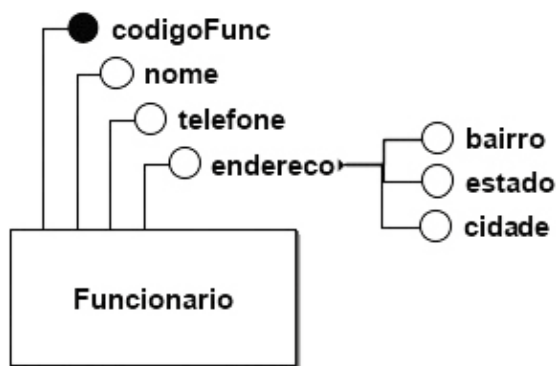 codigoFunc
nome
telefone
endereco
bairro
estado
cidade
Funcionario